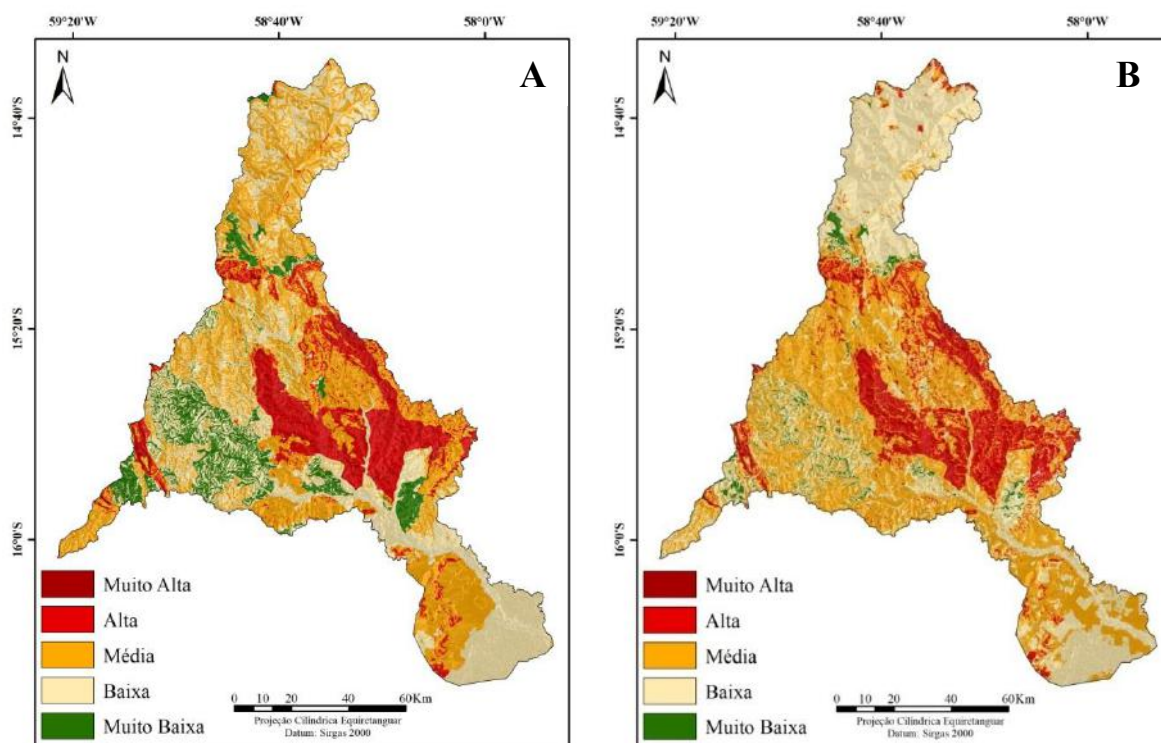 59°20'W 58°40'W 58°0'W
N
A
14°40'S
15°20'S
16°0'S
Muito Alta
Alta
Média
Baixa
Muito Baixa
0 10 20 40 60Km
Projeção Cilíndrica Equiretanguar
Datum: Sirgas 2000
59°20'W 58°40'W 58°0'W
N
B
14°40'S
15°20'S
16°0'S
Muito Alta
Alta
Média
Baixa
Muito Baixa
0 10 20 40 60Km
Projeção Cilíndrica Equiretanguar
Datum: Sirgas 2000